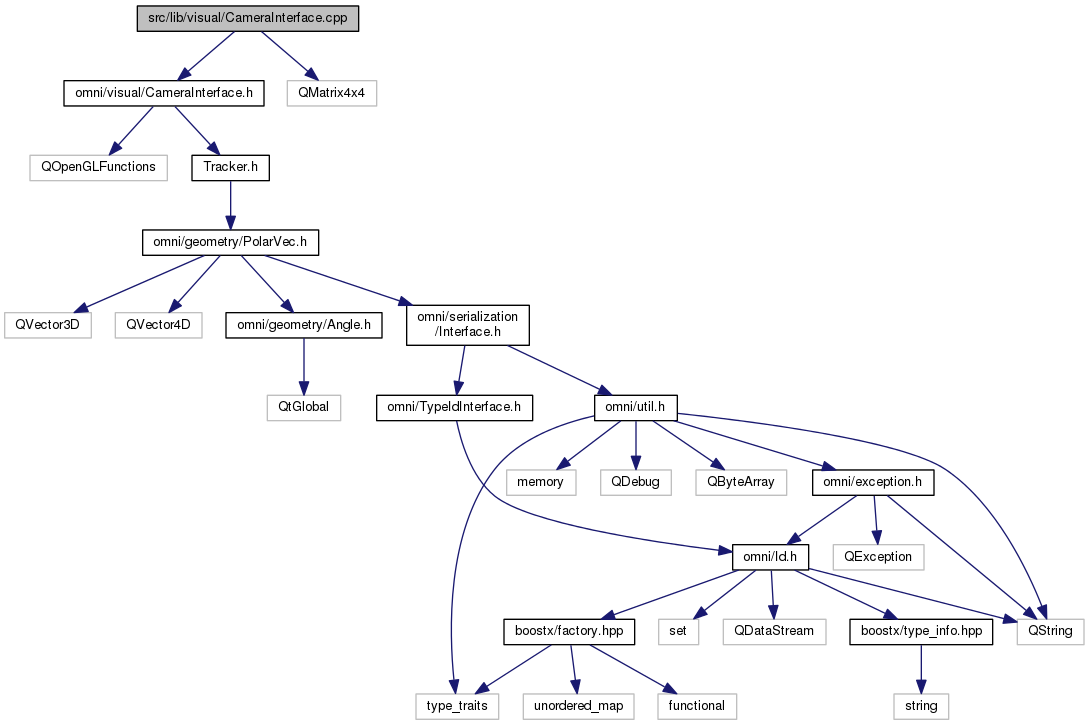 src/lib/visual/CameraInterface.cpp
omni/visual/CameraInterface.h
QMatrix4x4
QOpenGLFunctions
Tracker.h
omni/geometry/PolarVec.h
QVector3D
QVector4D
omni/geometry/Angle.h
omni/serialization
/Interface.h
QtGlobal
omni/TypeIdInterface.h
omni/util.h
memory
QDebug
QByteArray
omni/exception.h
omni/Id.h
QException
boostx/factory.hpp
set
QDataStream
boostx/type_info.hpp
QString
type_traits
unordered_map
functional
string